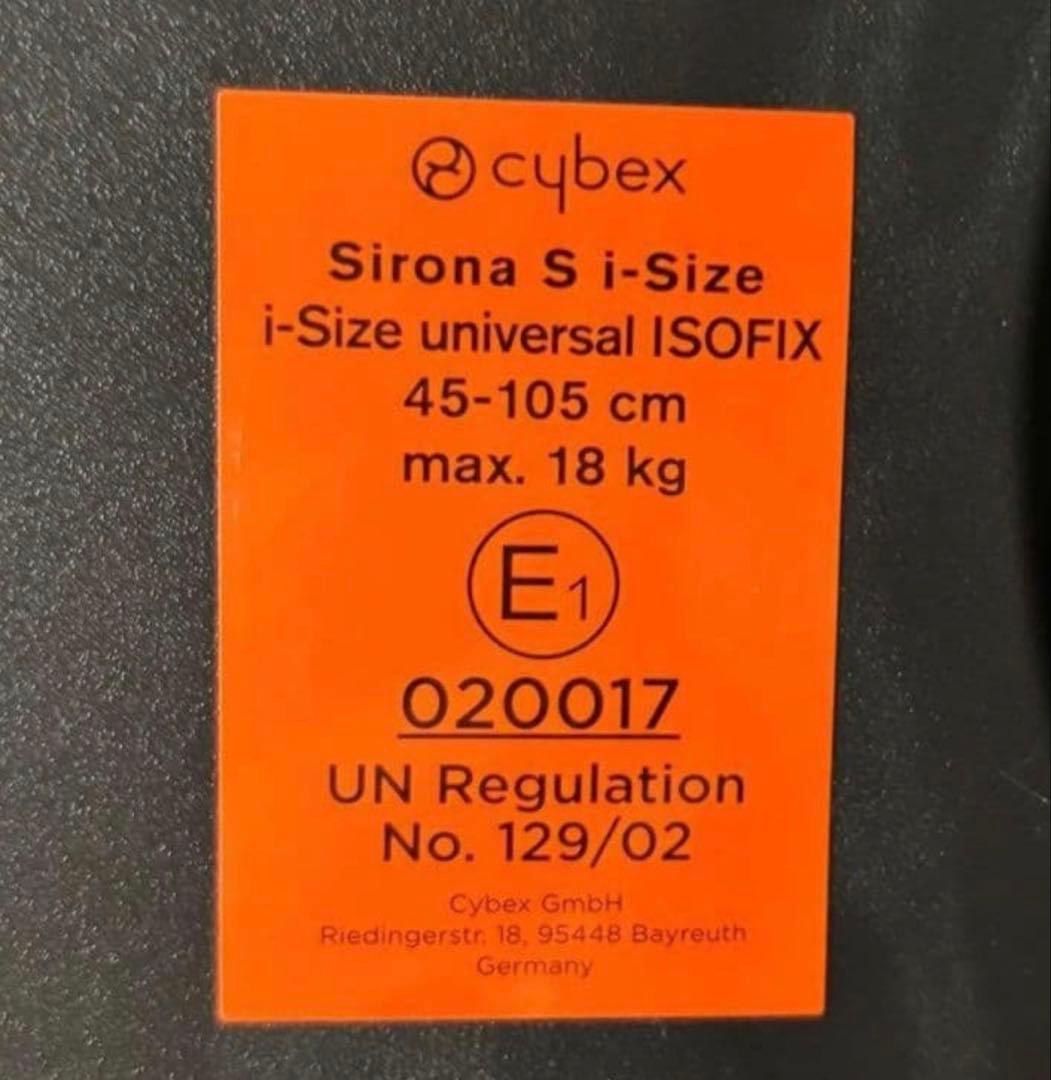 cybex
Sirona S i-Size
i-Size universal ISOFIX
45-105 cm
max. 18 kg
E1
020017
UN Regulation
No. 129/02
Cybex GmbH
Riedingerstr. 18, 95448 Bayreuth
Germany